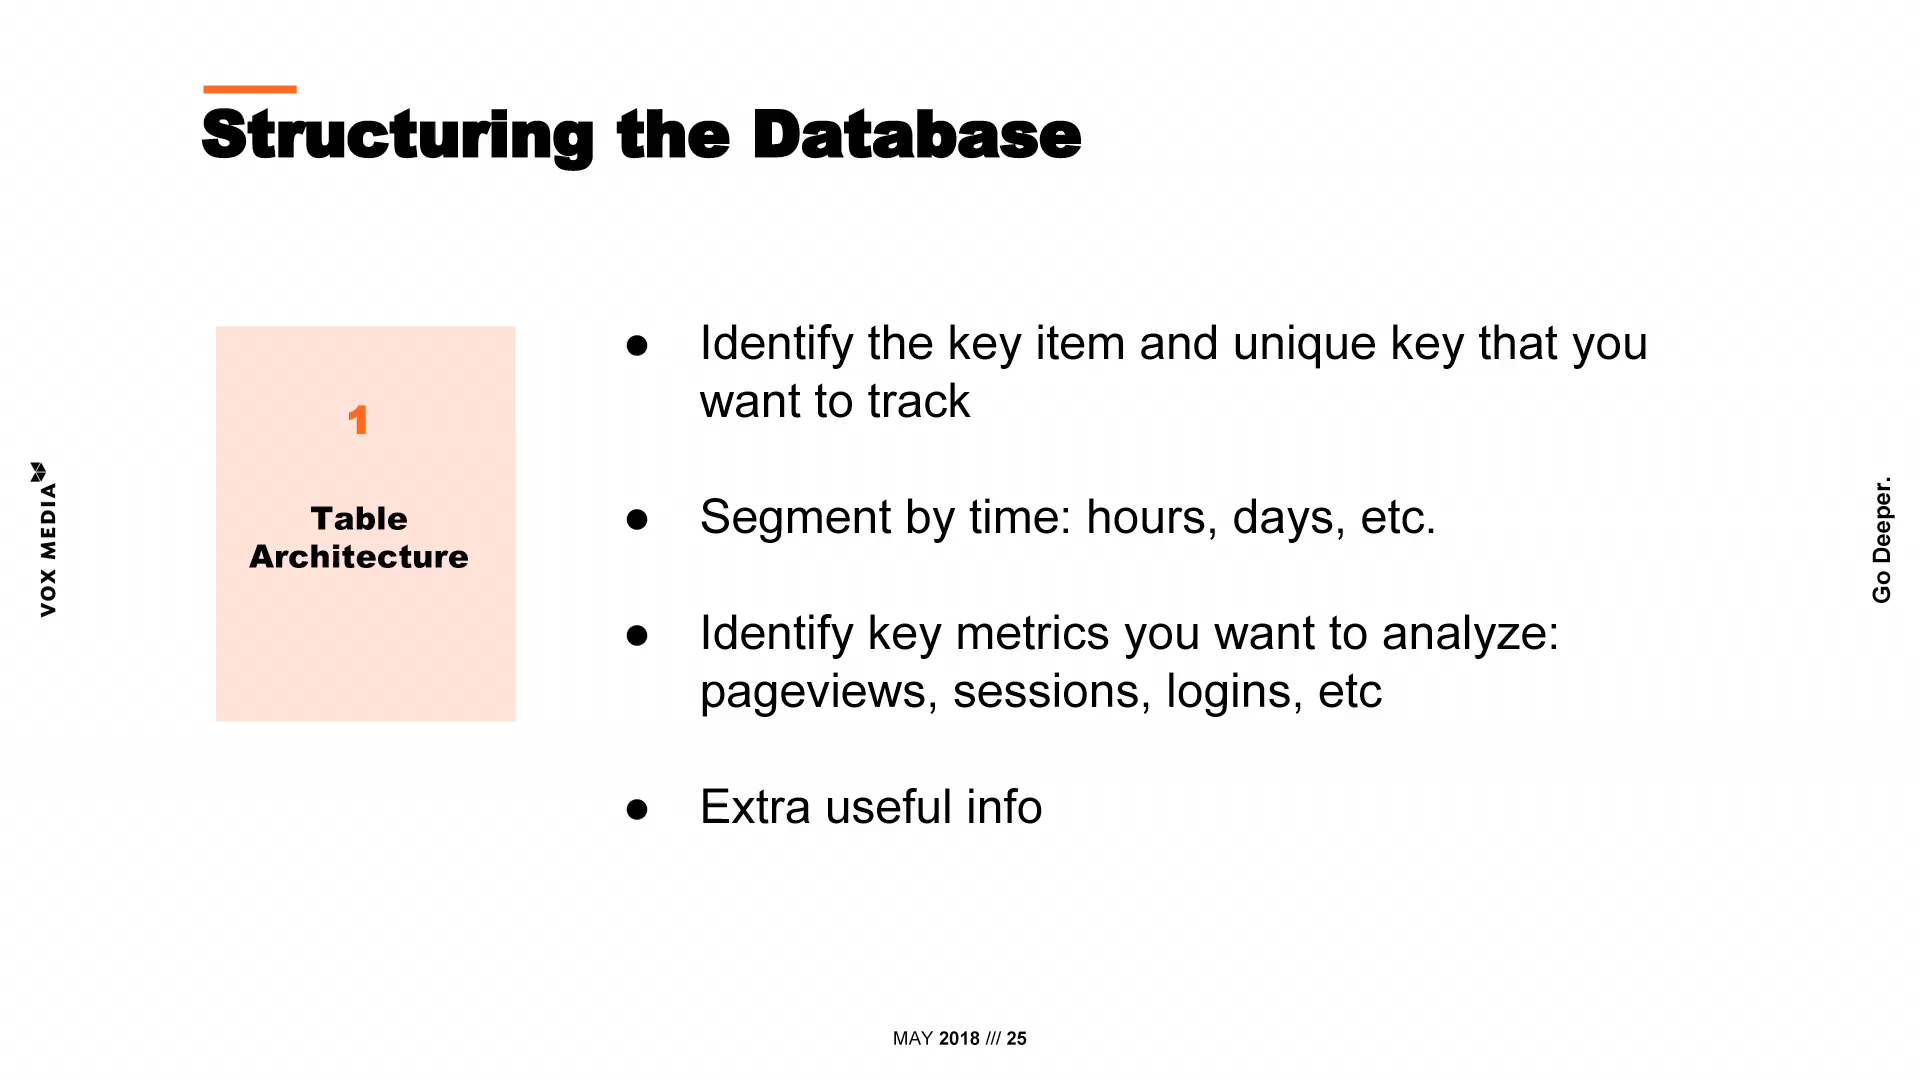 Structuring the Database
1
Table
Architecture
● Identify the key item and unique key that you
want to track
● Segment by time: hours, days, etc.
● Identify key metrics you want to analyze:
pageviews, sessions, logins, etc
● Extra useful info
VOX MEDIA
Go Deeper.
MAY 2018 /// 25